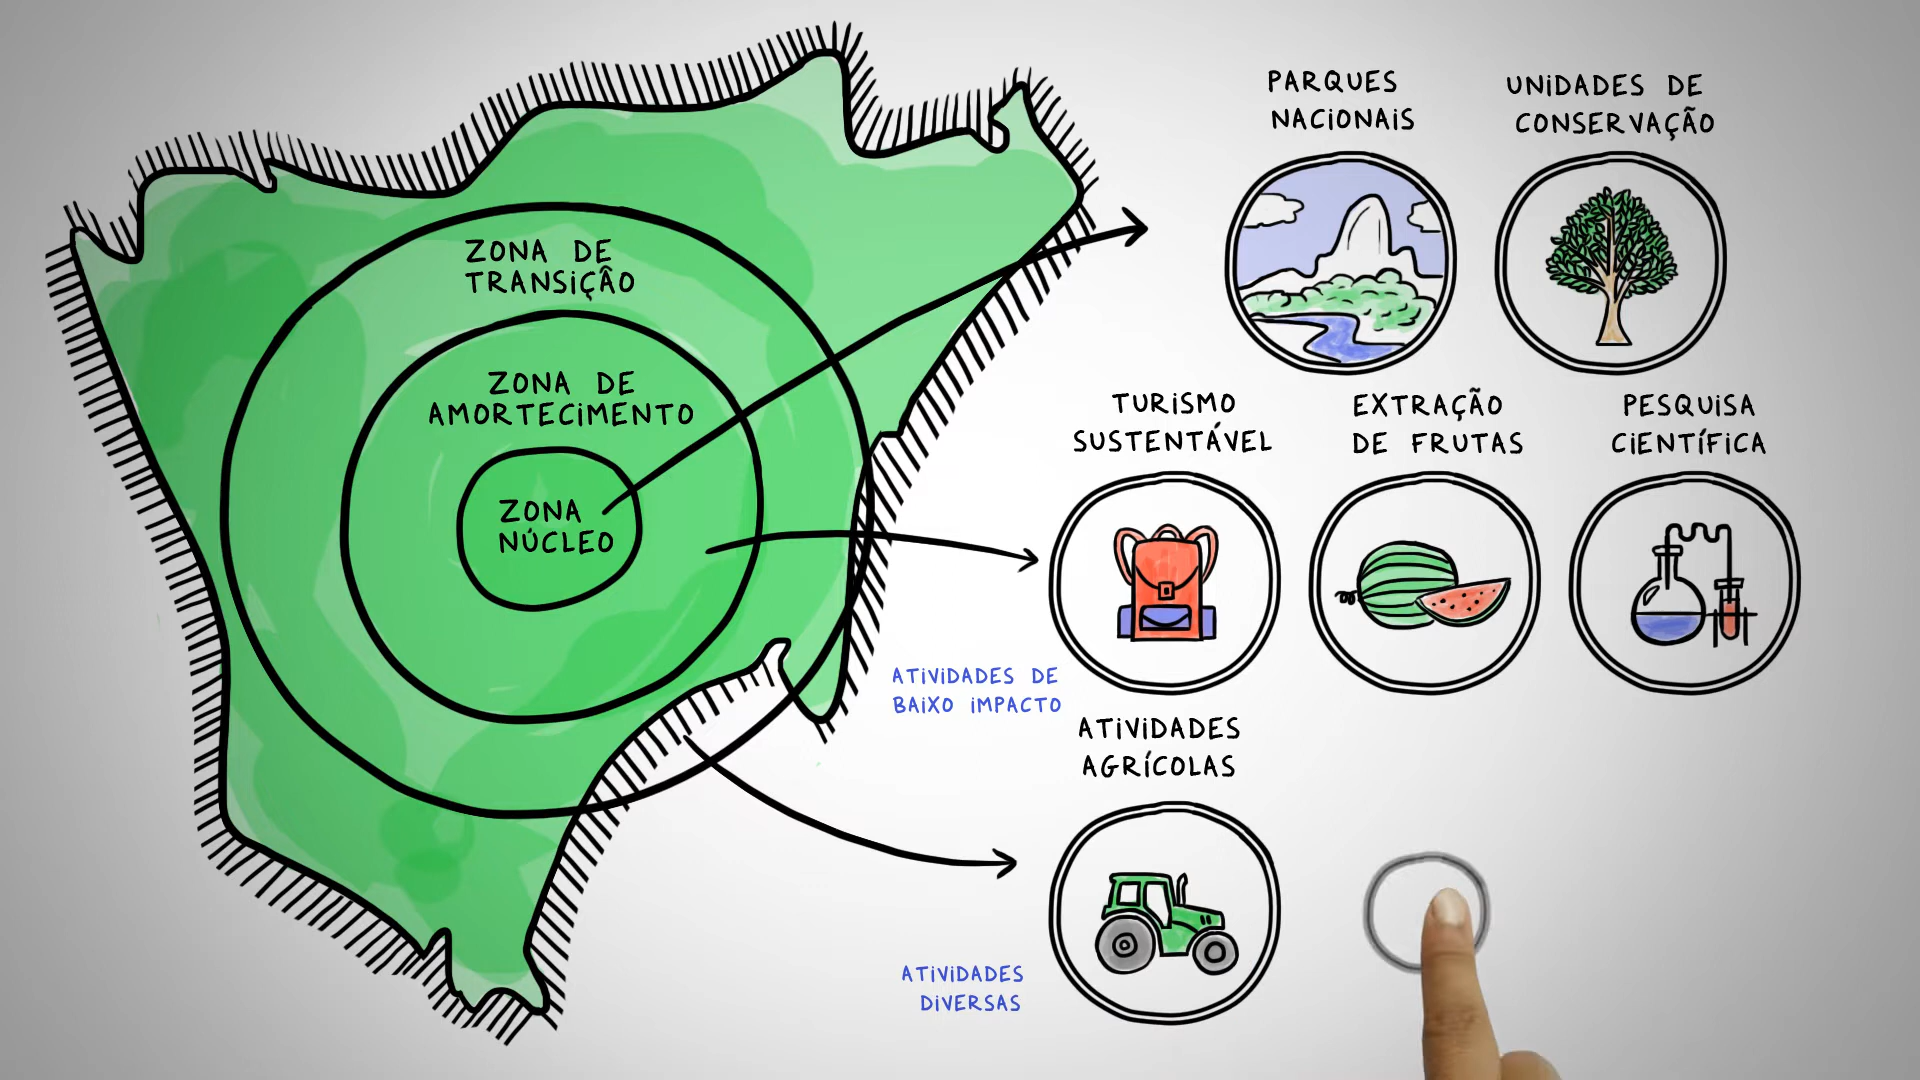 ZONA DE
TRANSIÇÃO
ZONA DE
AMORTECIMENTO
ZONA
NÚCLEO
PARQUES
NACIONAIS
UNIDADES DE
CONSERVAÇÃO
TURISMO
SUSTENTÁVEL
EXTRAÇÃO
DE FRUTAS
PESQUISA
CIENTÍFICA
ATIVIDADES DE
BAIXO IMPACTO
ATIVIDADES
AGRÍCOLAS
ATIVIDADES
DIVERSAS